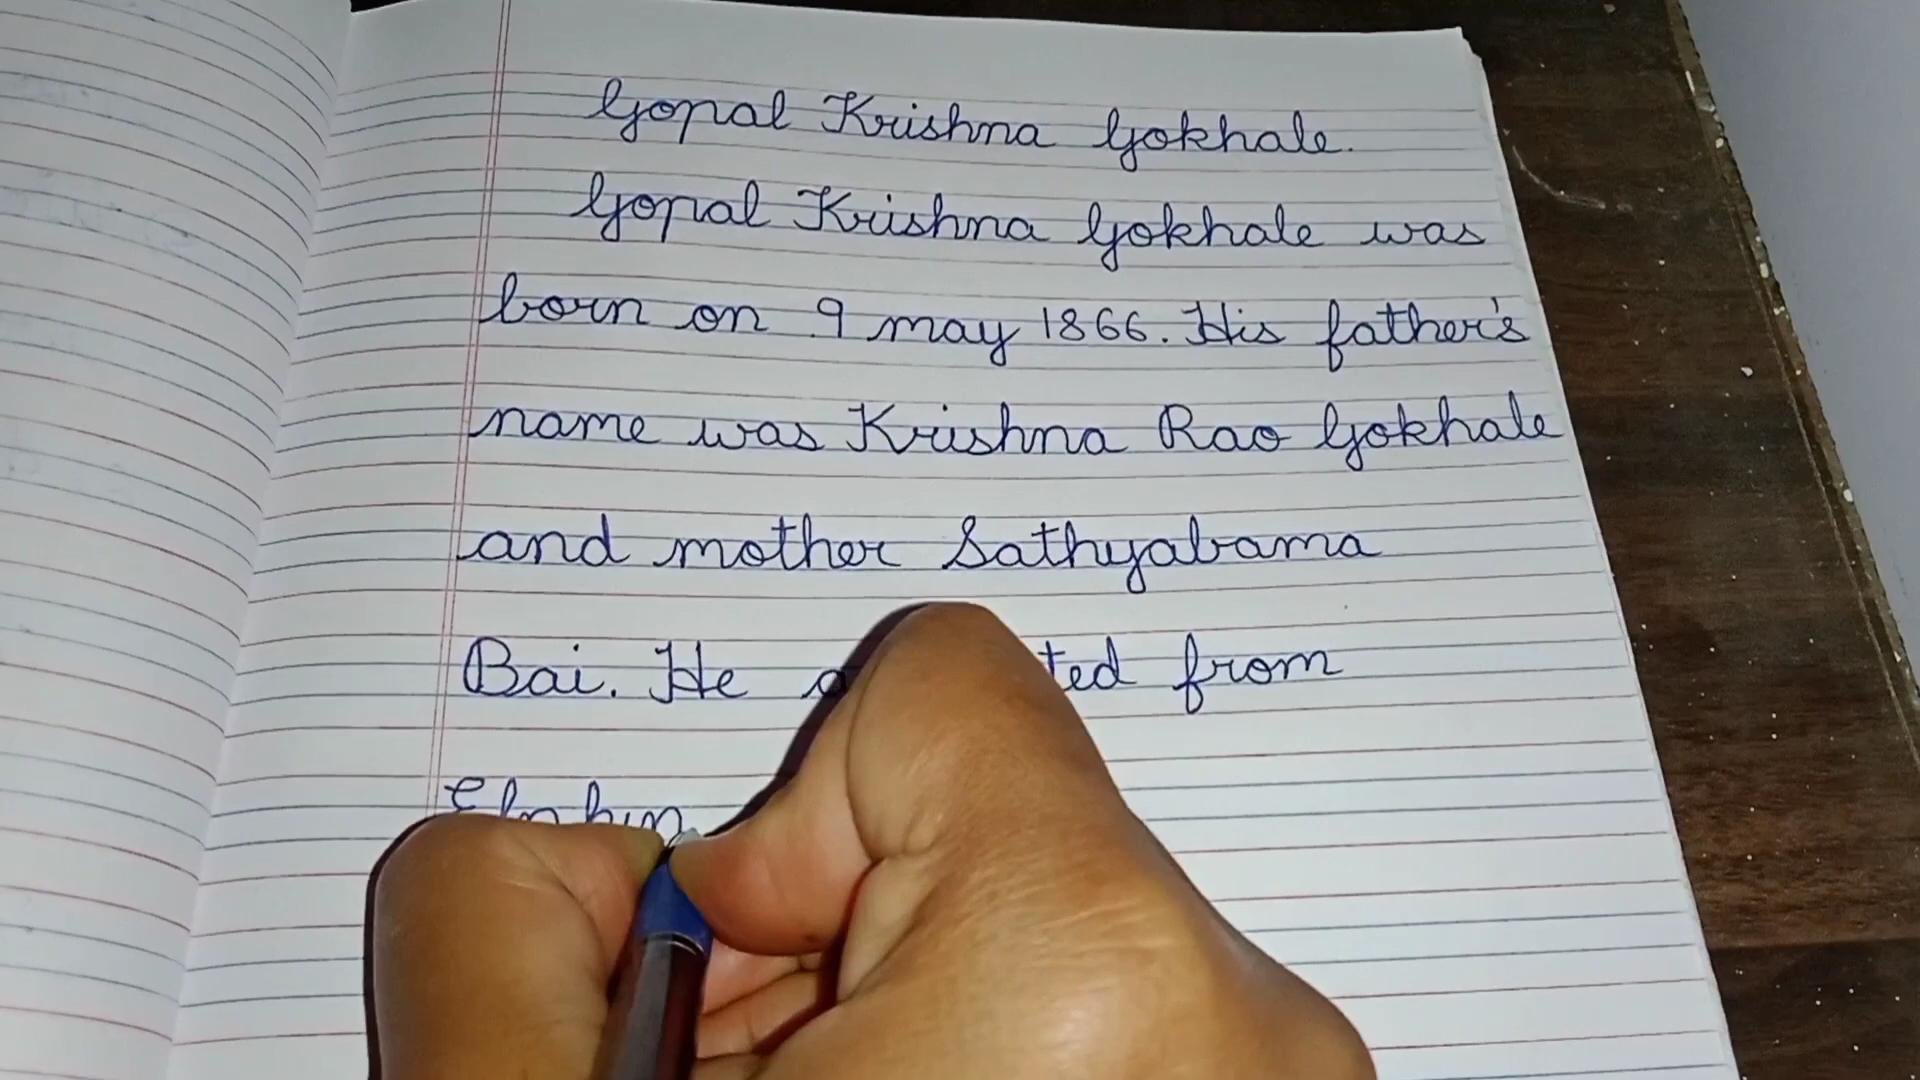 Gopal Krishna Gokhale.
Gopal Krishna Gokhale was
born on 9 may 1866. His father's
name was Krishna Rao Gokhale
and mother Sathyabama
Bai. He from